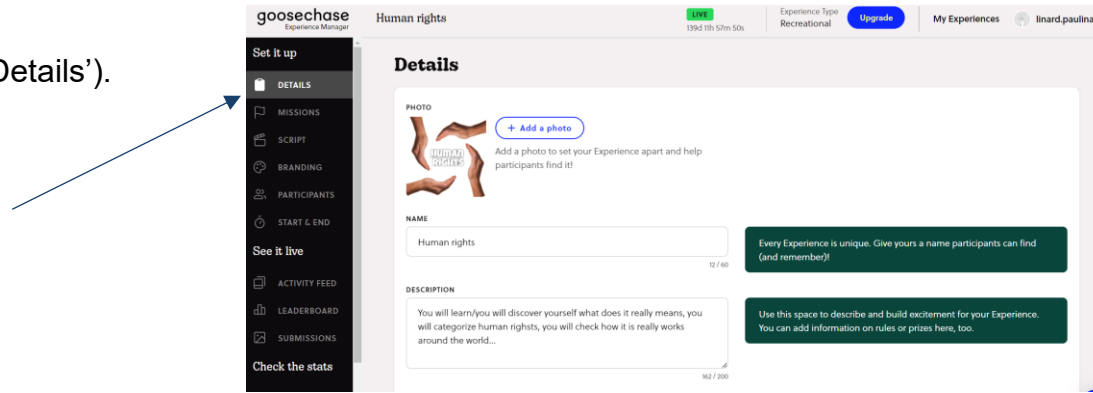 Details').
goosechase
Experience Manager
Human rights
LIVE
139d 11h 57m 50s
Experience Type
Recreational
Upgrade
My Experiences
linard.paulina
Set it up
DETAILS
MISSIONS
SCRIPT
BRANDING
PARTICIPANTS
START & END
See it live
ACTIVITY FEED
LEADERBOARD
SUBMISSIONS
Check the stats
Details
PHOTO
HUMAN
RIGHTS
+ Add a photo
Add a photo to set your Experience apart and help
participants find it!
NAME
Human rights
12 / 60
Every Experience is unique. Give yours a name participants can find
(and remember)!
DESCRIPTION
You will learn/you will discover yourself what does it really means, you
will categorize human righsts, you will check how it is really works
around the world...
162 / 200
Use this space to describe and build excitement for your Experience.
You can add information on rules or prizes here, too.